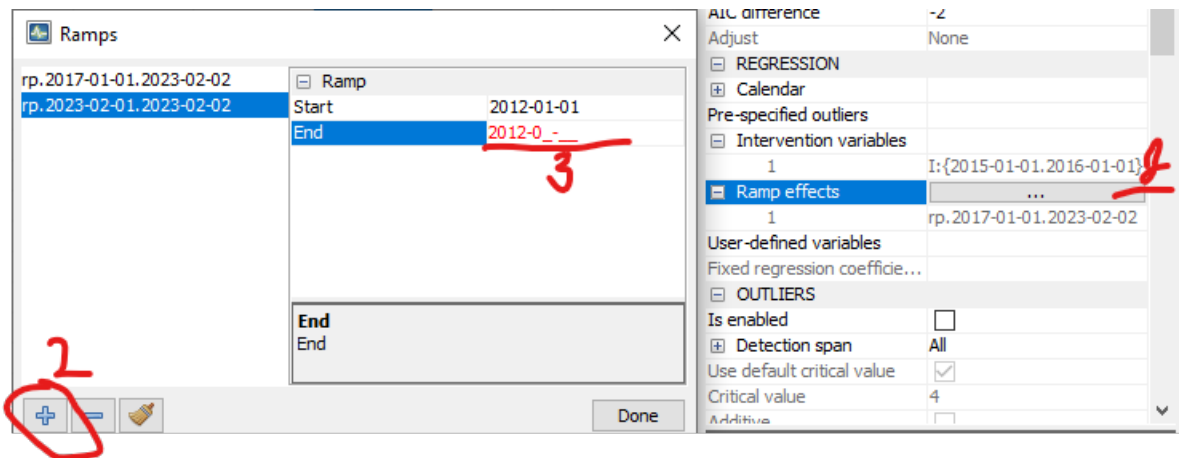 Ramps
rp.2017-01-01.2023-02-02
rp.2023-02-01.2023-02-02
Ramp
Start 2012-01-01
End 2012-0_-__
3
End
End
2
Done
AIC difference -2
Adjust None
REGRESSION
Calendar
Pre-specified outliers
Intervention variables
1 I:{2015-01-01.2016-01-01}
Ramp effects ...
1 rp.2017-01-01.2023-02-02
User-defined variables
Fixed regression coefficie...
OUTLIERS
Is enabled
Detection span All
Use default critical value
Critical value 4
Additive